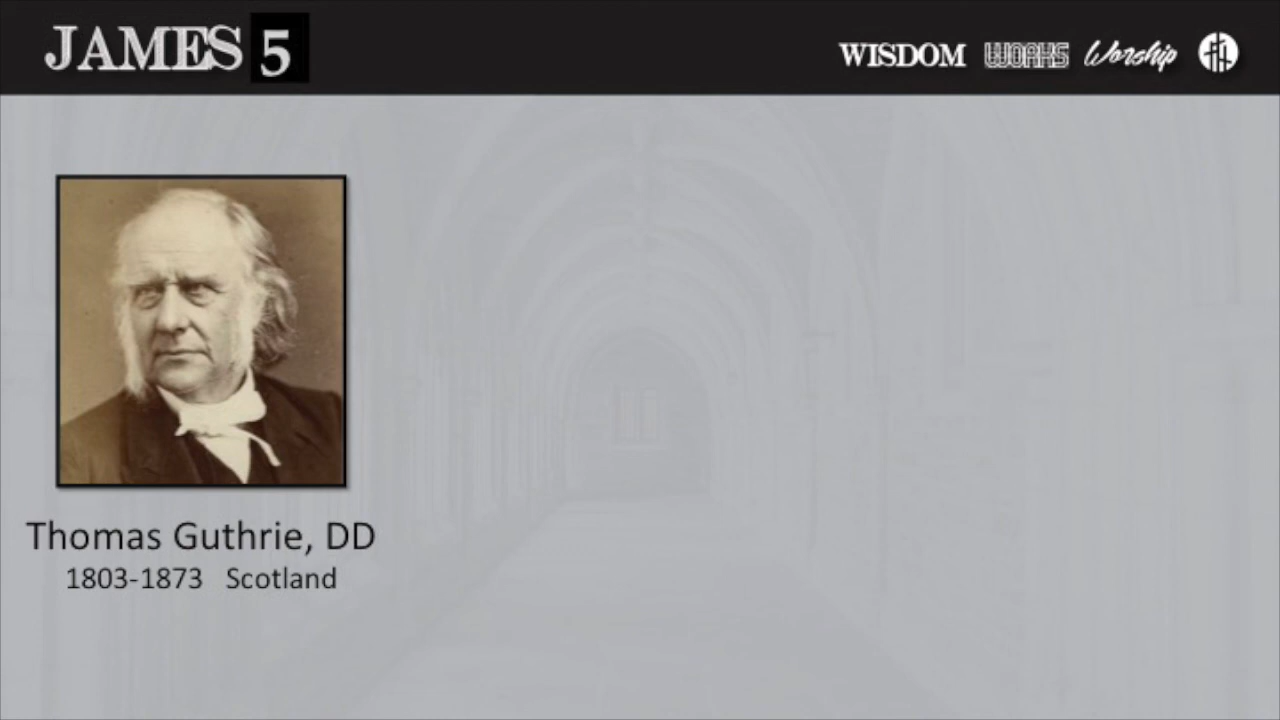 JAMES 5
WISDOM WORKS Worship
Thomas Guthrie, DD
1803-1873 Scotland